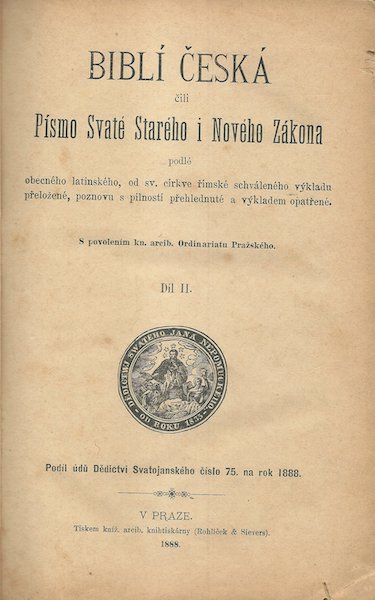 BIBLÍ ČESKÁ
čili
Písmo Svaté Starého i Nového Zákona
podlé
obecného latinského, od sv. církve římské schváleného výkladu
přeložené, poznovu s pilností přehlednuté a výkladem opatřené.
S povolením kn. arcib. Ordinariatu Pražského.
Díl II.
DĚDICTVÍ SVATÉHO JANA NEPOMUCKÉHO
OD ROKU 1835
Podíl údů Dědictví Svatojanského číslo 75. na rok 1888.
V PRAZE.
Tiskem kníž. arcib. knihtiskárny (Rohlíček & Sievers).
1888.